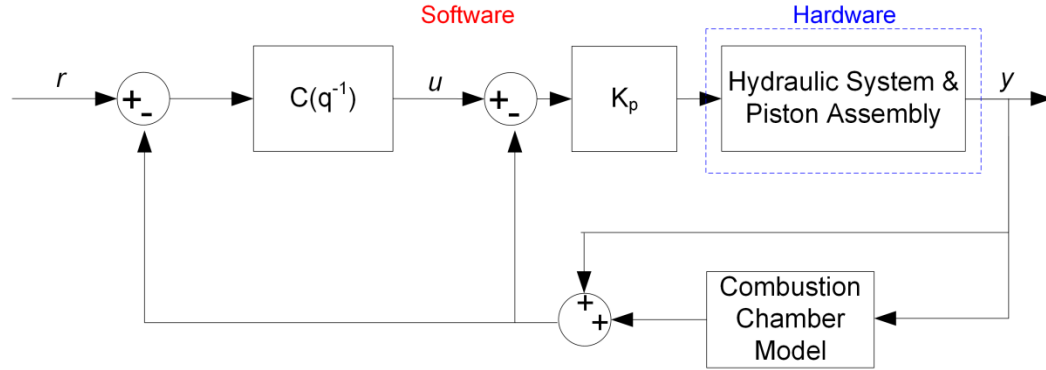 Software
Hardware
r
+
-
C(q⁻¹)
u
+
-
Kₚ
Hydraulic System &
Piston Assembly
y
+
+
Combustion
Chamber
Model